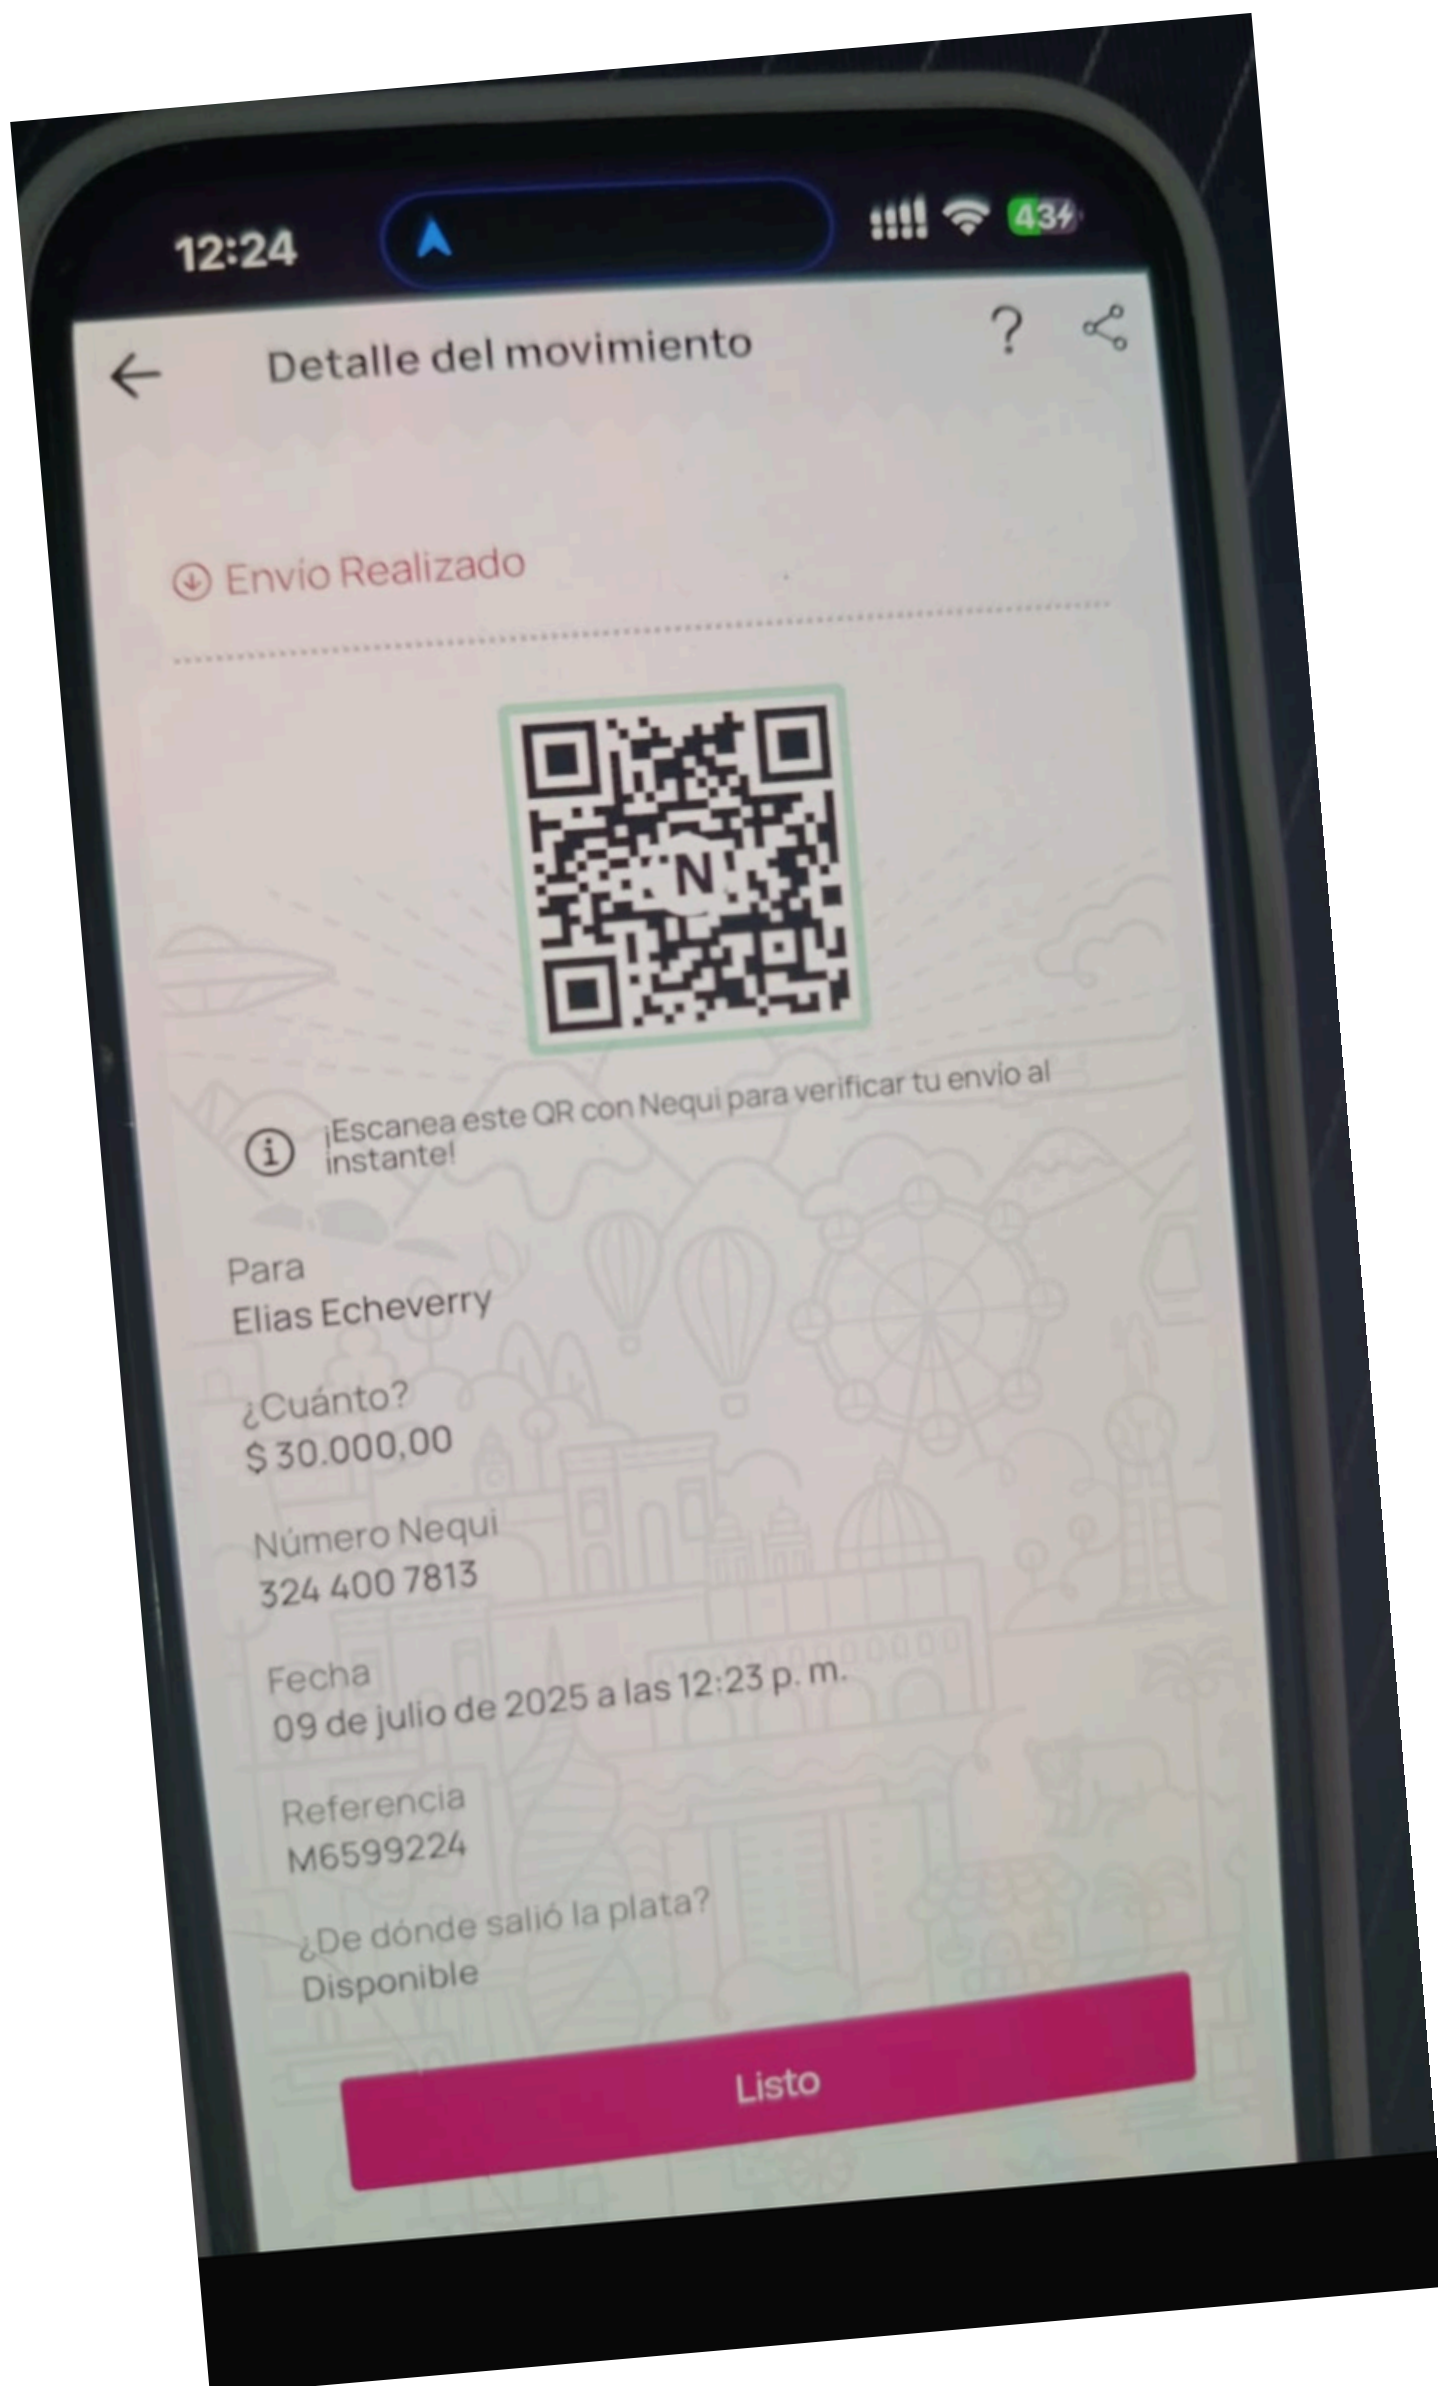 12:24
43
Detalle del movimiento
?
Envio Realizado
N
¡Escanea este QR con Nequi para verificar tu envio al
instante!
Para
Elias Echeverry
¿Cuánto?
$ 30.000,00
Número Nequi
324 400 7813
Fecha
09 de julio de 2025 a las 12:23 p. m.
Referencia
M6599224
¿De dónde salió la plata?
Disponible
Listo